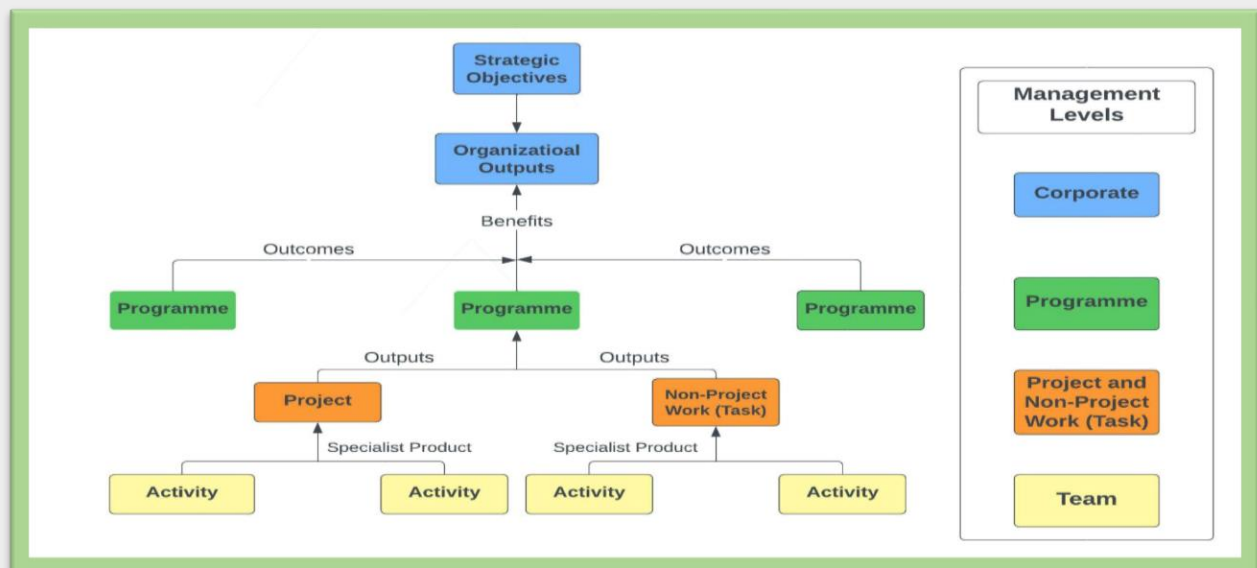 Strategic
Objectives
Organizatioal
Outputs
Benefits
Outcomes
Outcomes
Programme
Programme
Programme
Outputs
Outputs
Project
Non-Project
Work (Task)
Specialist Product
Specialist Product
Activity
Activity
Activity
Activity
Management
Levels
Corporate
Programme
Project and
Non-Project
Work (Task)
Team